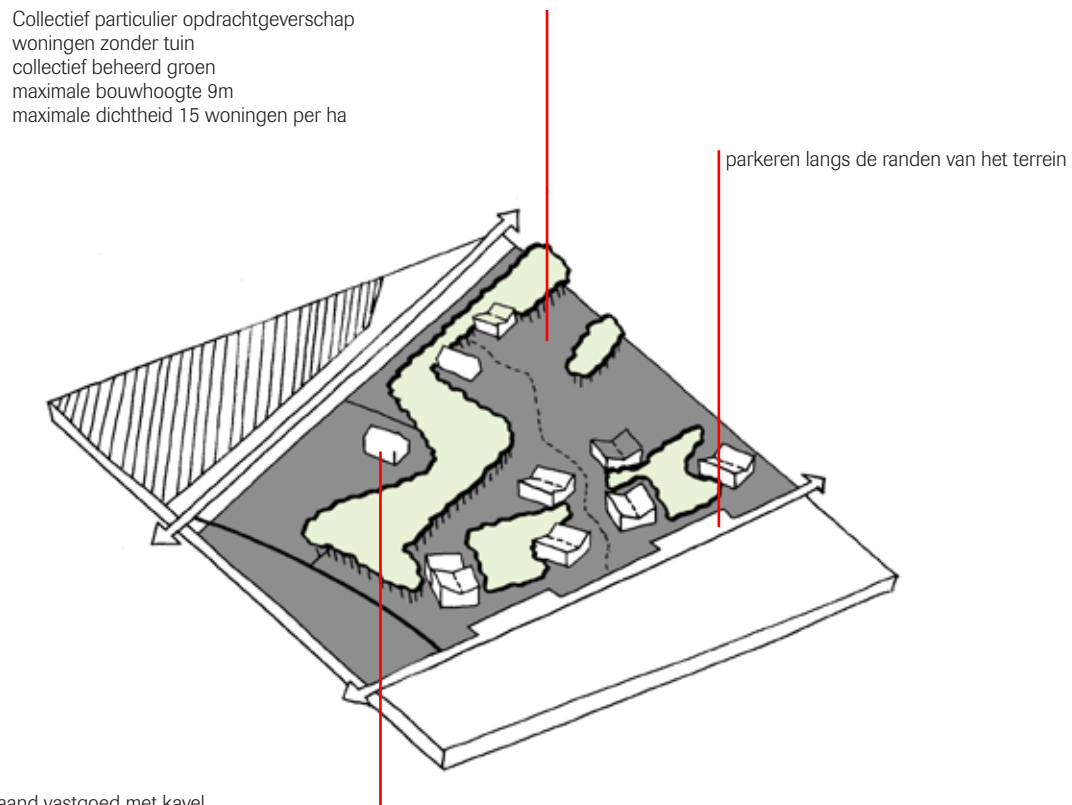 Collectief particulier opdrachtgeverschap
woningen zonder tuin
collectief beheerd groen
maximale bouwhoogte 9m
maximale dichtheid 15 woningen per ha
parkeren langs de randen van het terrein
vastgoed met kavel